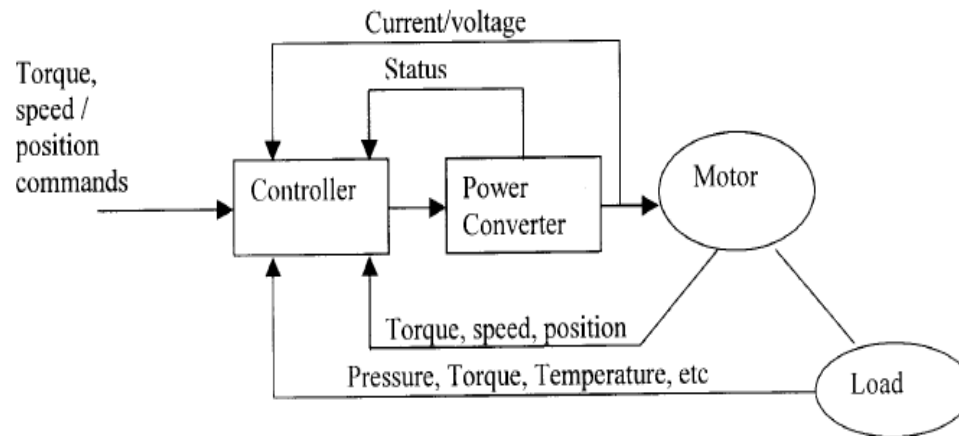 Current/voltage
Status
Torque,
speed /
position
commands
Controller
Power
Converter
Motor
Torque, speed, position
Pressure, Torque, Temperature, etc
Load